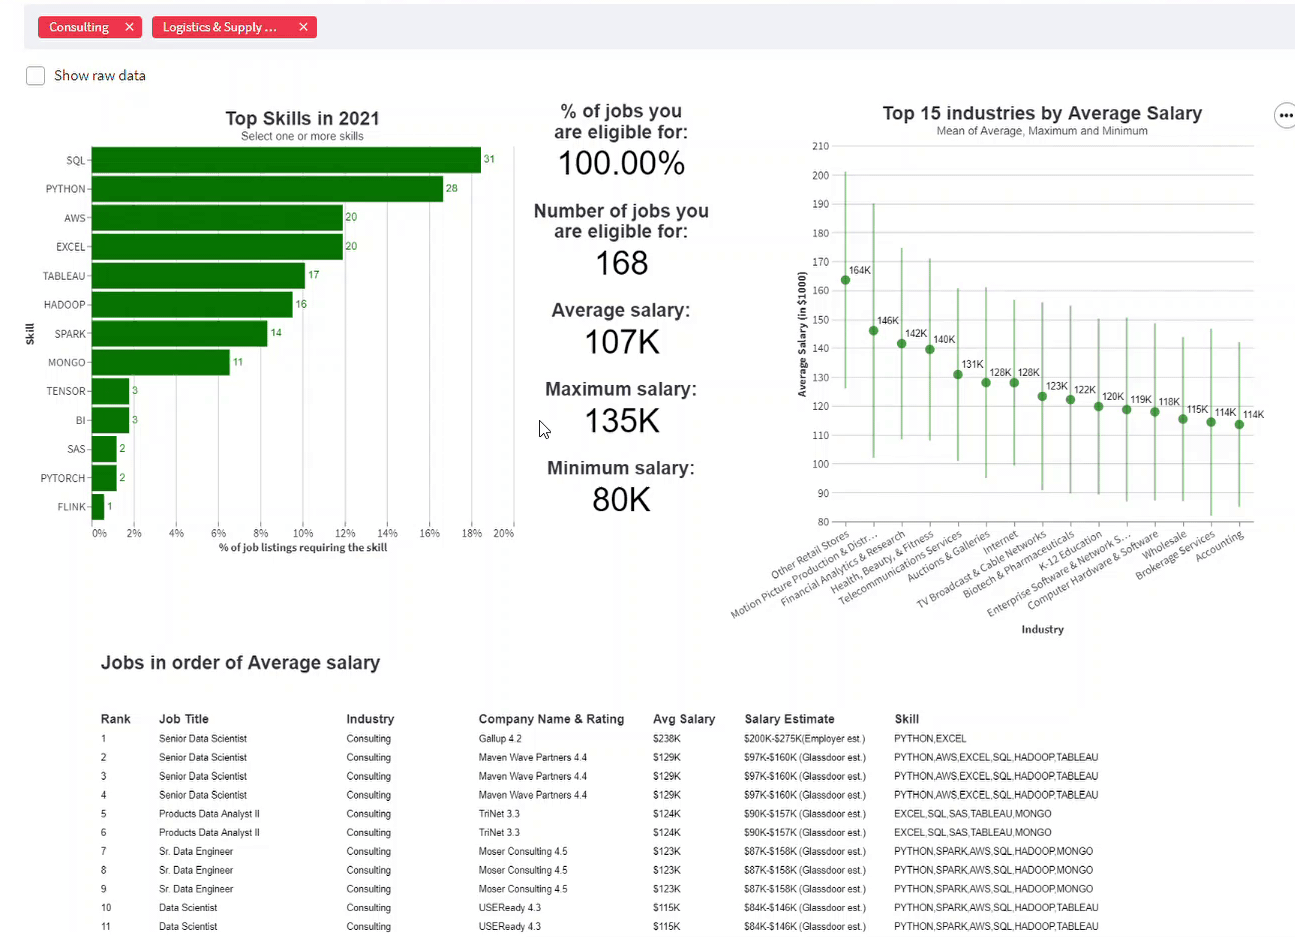 Consulting ×
Logistics & Supply ... ×
Show raw data
Top Skills in 2021
Select one or more skills
Skill
SQL 31
PYTHON 28
AWS 20
EXCEL 20
TABLEAU 17
HADOOP 16
SPARK 14
MONGO 11
TENSOR 3
BI 3
SAS 2
PYTORCH 2
FLINK 1
0% 2% 4% 6% 8% 10% 12% 14% 16% 18% 20%
% of job listings requiring the skill
% of jobs you
are eligible for:
100.00%
Number of jobs you
are eligible for:
168
Average salary:
107K
Maximum salary:
135K
Minimum salary:
80K
Top 15 industries by Average Salary
Mean of Average, Maximum and Minimum
Average Salary (in $1000)
210
200
190
180
170
160
150
140
130
120
110
100
90
80
164K
146K
142K
140K
131K
128K
128K
123K
122K
120K
119K
118K
115K
114K
114K
Other Retail Stores
Motion Picture Production & Distr...
Financial Analytics & Research
Health, Beauty, & Fitness
Telecommunications Services
Auctions & Galleries
Internet
TV Broadcast & Cable Networks
Biotech & Pharmaceuticals
K-12 Education
Enterprise Software & Network S...
Computer Hardware & Software
Wholesale
Brokerage Services
Accounting
Industry
Jobs in order of Average salary
Rank Job Title Industry Company Name & Rating Avg Salary Salary Estimate Skill
1 Senior Data Scientist Consulting Gallup 4.2 $238K $200K-$275K(Employer est.) PYTHON,EXCEL
2 Senior Data Scientist Consulting Maven Wave Partners 4.4 $129K $97K-$160K (Glassdoor est.) PYTHON,AWS,EXCEL,SQL,HADOOP,TABLEAU
3 Senior Data Scientist Consulting Maven Wave Partners 4.4 $129K $97K-$160K (Glassdoor est.) PYTHON,AWS,EXCEL,SQL,HADOOP,TABLEAU
4 Senior Data Scientist Consulting Maven Wave Partners 4.4 $129K $97K-$160K (Glassdoor est.) PYTHON,AWS,EXCEL,SQL,HADOOP,TABLEAU
5 Products Data Analyst II Consulting TriNet 3.3 $124K $90K-$157K (Glassdoor est.) EXCEL,SQL,SAS,TABLEAU,MONGO
6 Products Data Analyst II Consulting TriNet 3.3 $124K $90K-$157K (Glassdoor est.) EXCEL,SQL,SAS,TABLEAU,MONGO
7 Sr. Data Engineer Consulting Moser Consulting 4.5 $123K $87K-$158K (Glassdoor est.) PYTHON,SPARK,AWS,SQL,HADOOP,MONGO
8 Sr. Data Engineer Consulting Moser Consulting 4.5 $123K $87K-$158K (Glassdoor est.) PYTHON,SPARK,AWS,SQL,HADOOP,MONGO
9 Sr. Data Engineer Consulting Moser Consulting 4.5 $123K $87K-$158K (Glassdoor est.) PYTHON,SPARK,AWS,SQL,HADOOP,MONGO
10 Data Scientist Consulting USEReady 4.3 $115K $84K-$146K (Glassdoor est.) PYTHON,SPARK,AWS,SQL,HADOOP,TABLEAU
11 Data Scientist Consulting USEReady 4.3 $115K $84K-$146K (Glassdoor est.) PYTHON,SPARK,AWS,SQL,HADOOP,TABLEAU